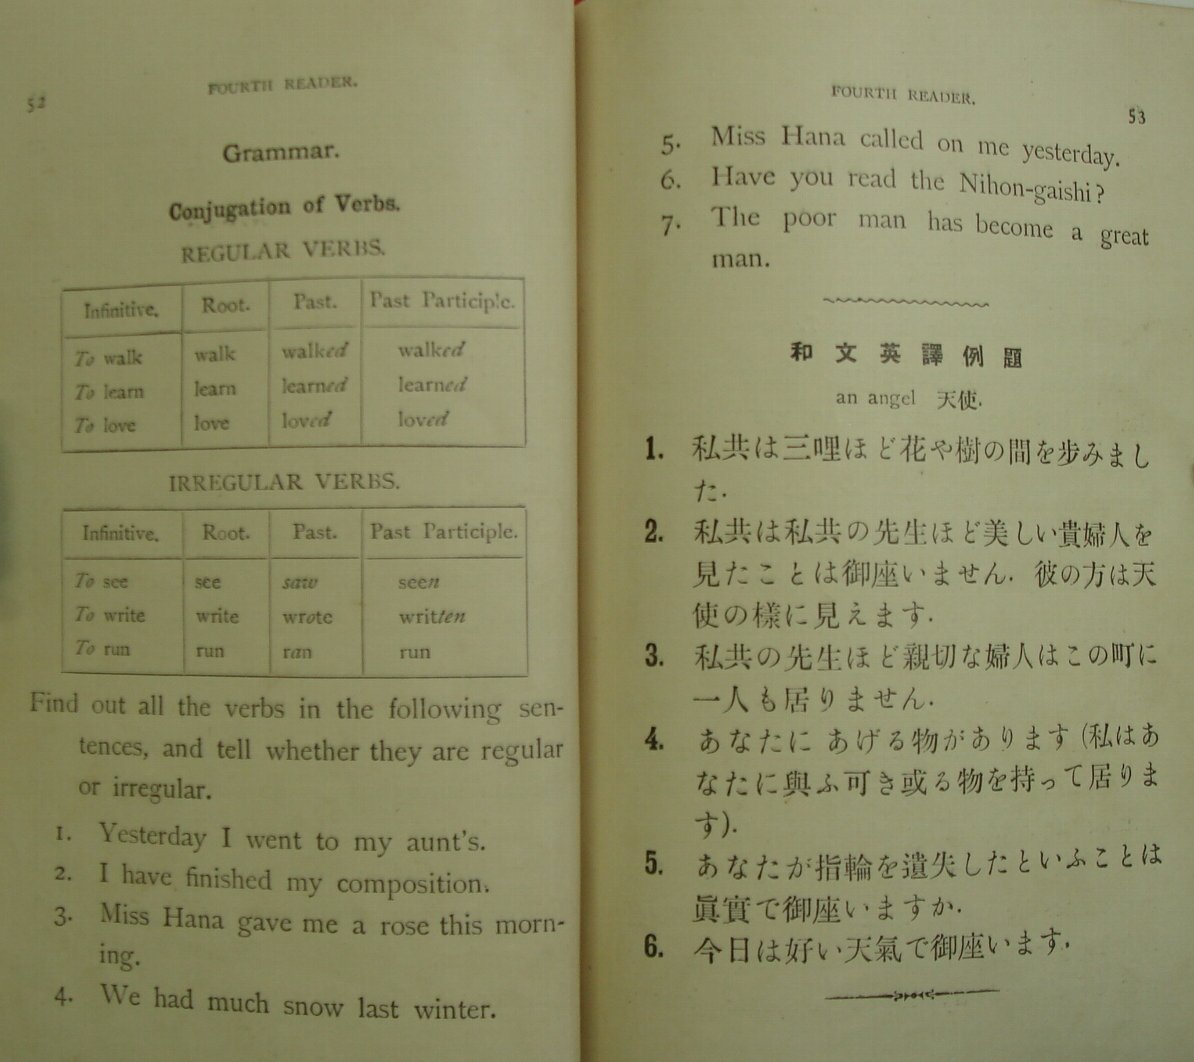 52
FOURTH READER.
Grammar.
Conjugation of Verbs.
REGULAR VERBS.
Infinitive. Root. Past. Past Participle.
To walk walk walked walked
To learn learn learned learned
To love love loved loved
IRREGULAR VERBS.
Infinitive. Root. Past. Past Participle.
To see see saw seen
To write write wrote written
To run run ran run
Find out all the verbs in the following sen-
tences, and tell whether they are regular
or irregular.
1. Yesterday I went to my aunt's.
2. I have finished my composition.
3. Miss Hana gave me a rose this morn-
ing.
4. We had much snow last winter.
FOURTH READER.
53
5. Miss Hana called on me yesterday.
6. Have you read the Nihon-gaishi?
7. The poor man has become a great
man.
和文英譯例題
an angel 天使.
1. 私共は三哩ほど花や樹の間を歩みまし
た.
2. 私共は私共の先生ほど美しい貴婦人を
見たことは御座いません. 彼の方は天
使の樣に見えます.
3. 私共の先生ほど親切な婦人はこの町に
一人も居りません.
4. あなたに あげる物があります (私はあ
なたに與ふ可き或る物を持って居りま
す).
5. あなたが指輪を遺失したといふことは
眞實で御座いますか.
6. 今日は好い天氣で御座います.